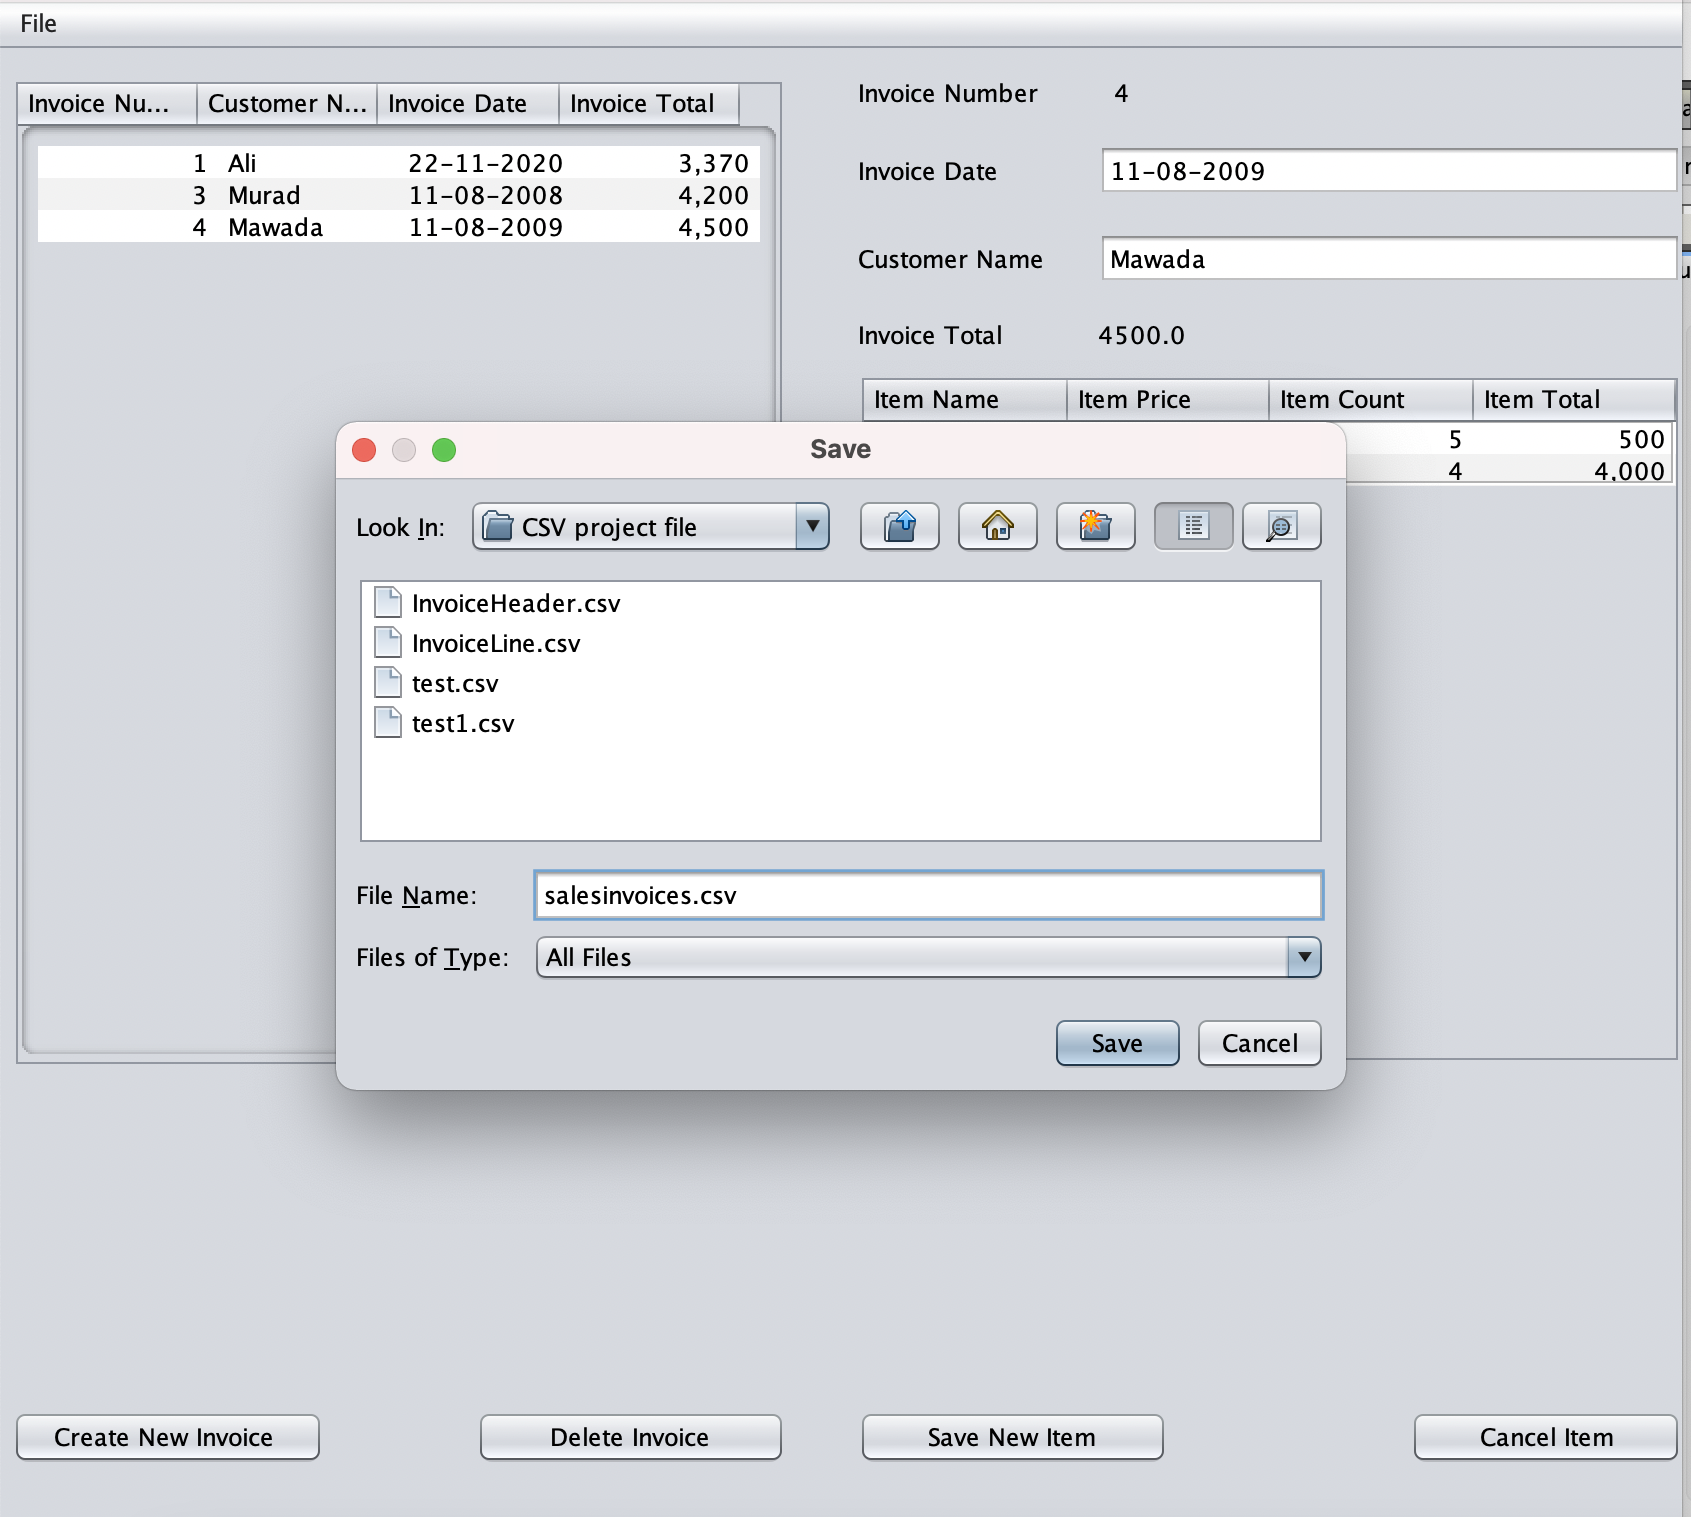 File
Invoice Nu... Customer N... Invoice Date Invoice Total
1 Ali 22-11-2020 3,370
3 Murad 11-08-2008 4,200
4 Mawada 11-08-2009 4,500
Invoice Number 4
Invoice Date 11-08-2009
Customer Name Mawada
Invoice Total 4500.0
Item Name Item Price Item Count Item Total
5 500
4 4,000
Save
Look In: CSV project file
InvoiceHeader.csv
InvoiceLine.csv
test.csv
test1.csv
File Name: salesinvoices.csv
Files of Type: All Files
Save Cancel
Create New Invoice Delete Invoice Save New Item Cancel Item